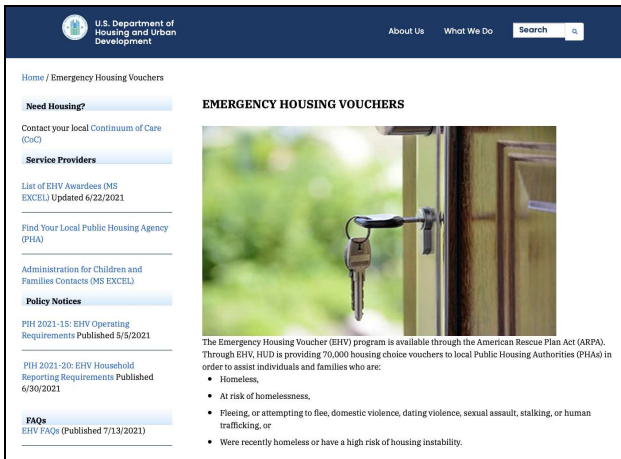 U.S. Department of
Housing and Urban
Development
About Us
What We Do
Search
Home / Emergency Housing Vouchers
Need Housing?
Contact your local Continuum of Care
(CoC)
Service Providers
List of EHV Awardees (MS
EXCEL) Updated 6/22/2021
Find Your Local Public Housing Agency
(PHA)
Administration for Children and
Families Contacts (MS EXCEL)
Policy Notices
PIH 2021-15: EHV Operating
Requirements Published 5/5/2021
PIH 2021-20: EHV Household
Reporting Requirements Published
6/30/2021
FAQs
EHV FAQs (Published 7/13/2021)
EMERGENCY HOUSING VOUCHERS
The Emergency Housing Voucher (EHV) program is available through the American Rescue Plan Act (ARPA).
Through EHV, HUD is providing 70,000 housing choice vouchers to local Public Housing Authorities (PHAs) in
order to assist individuals and families who are:
• Homeless,
• At risk of homelessness,
• Fleeing, or attempting to flee, domestic violence, dating violence, sexual assault, stalking, or human
trafficking, or
• Were recently homeless or have a high risk of housing instability.